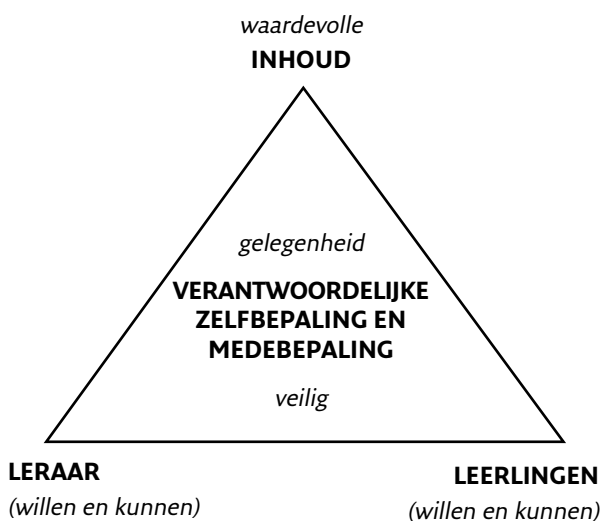 waardevolle
INHOUD
gelegenheid
VERANTWOORDELIJKE
ZELFBEPALING EN
MEDEBEPALING
veilig
LERAAR
(willen en kunnen)
LEERLINGEN
(willen en kunnen)